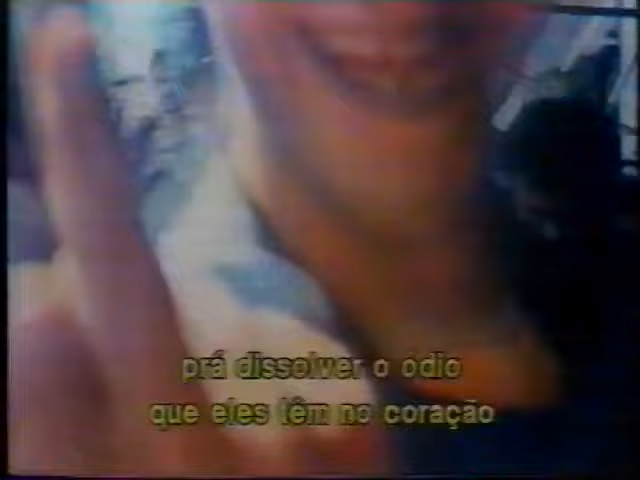 prá dissolver o ódio
que eles têm no coração